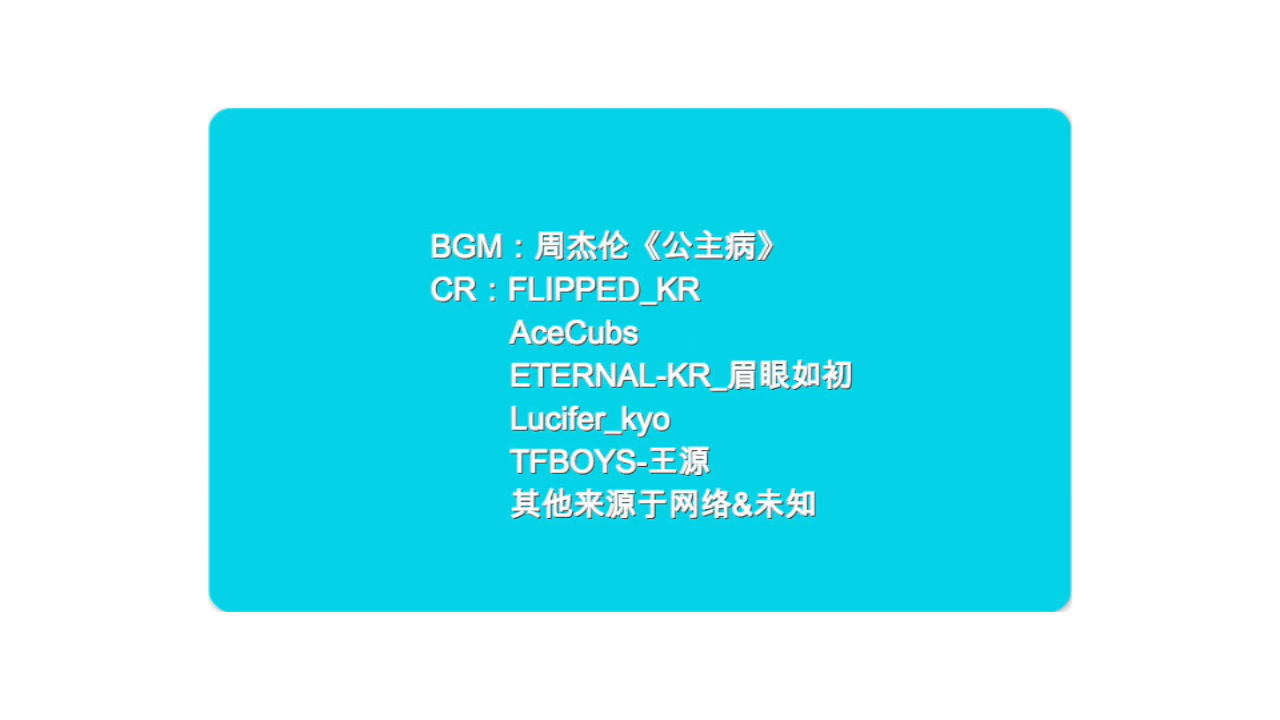 BGM：周杰伦《公主病》
CR：FLIPPED_KR
AceCubs
ETERNAL-KR_眉眼如初
Lucifer_kyo
TFBOYS-王源
其他来源于网络&未知